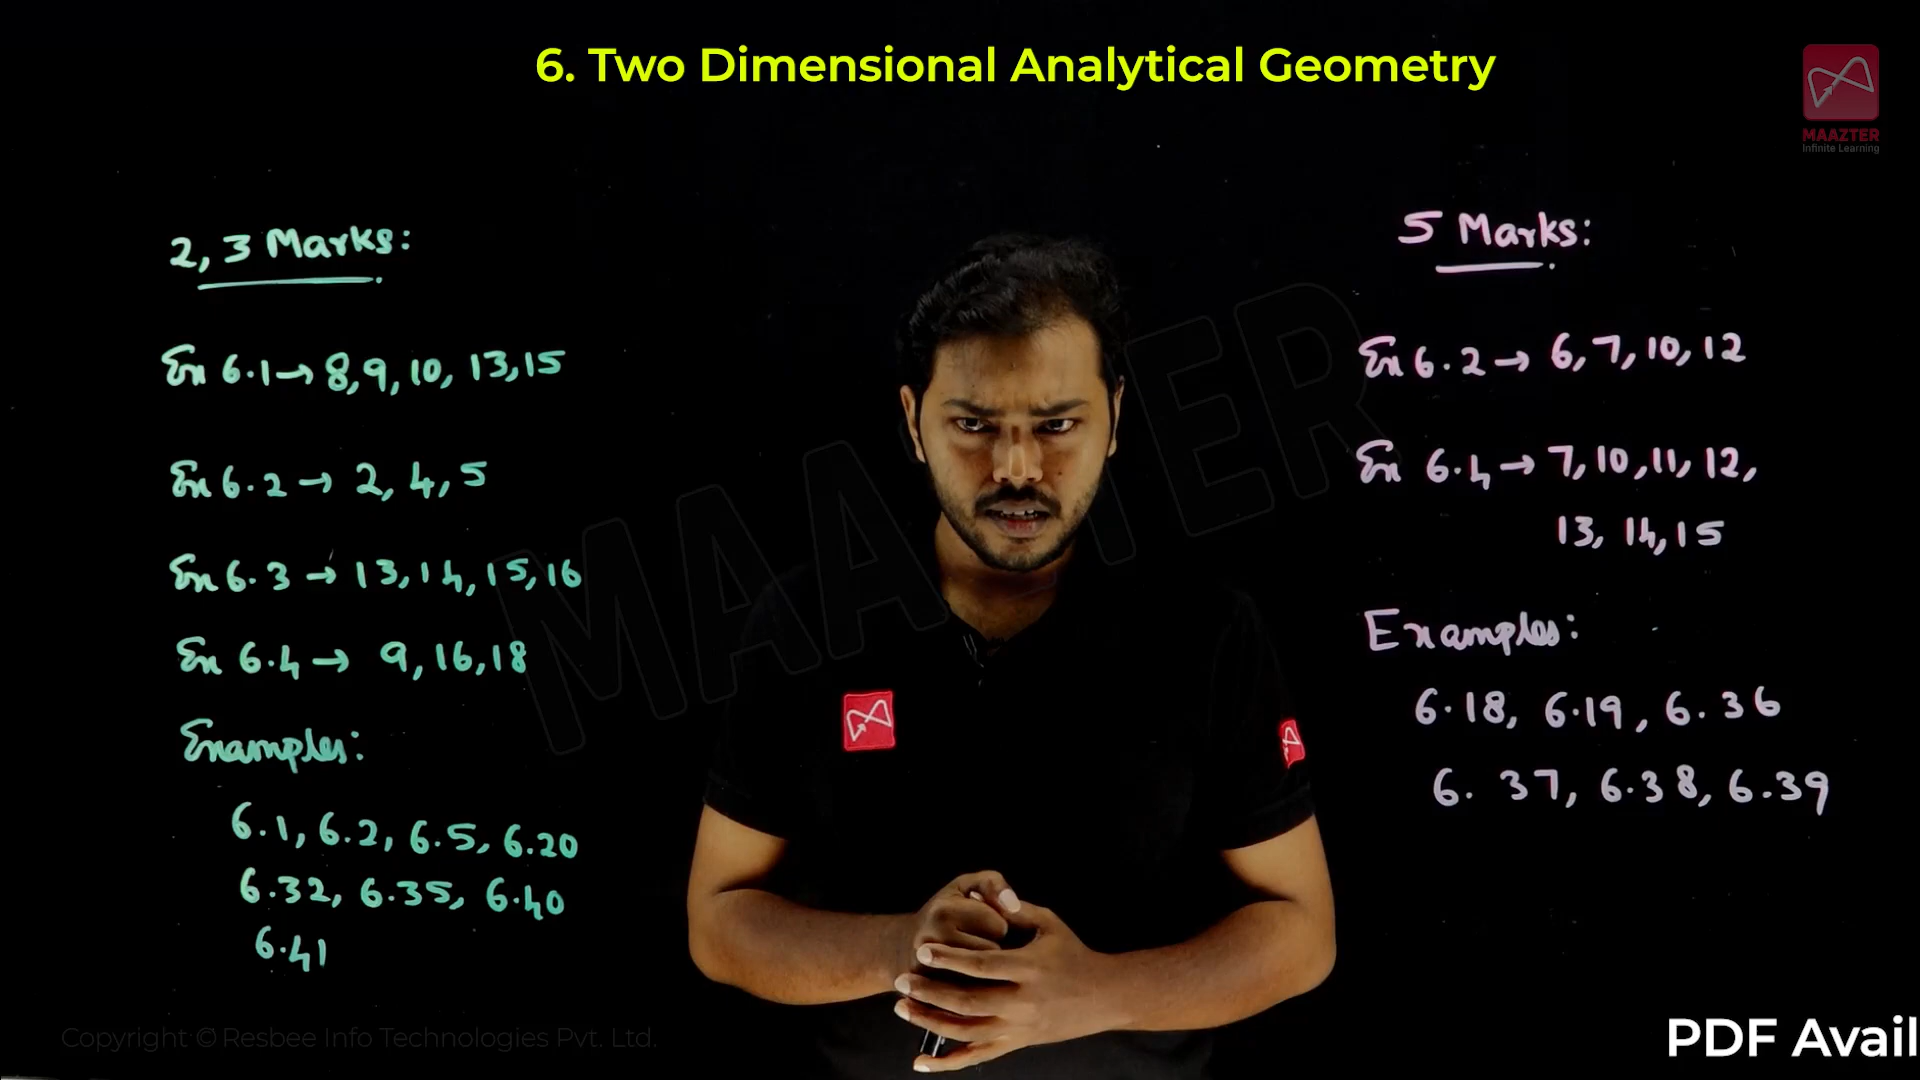 6. Two Dimensional Analytical Geometry
MAAZTER
Infinite Learning
2, 3 Marks:
Ex 6.1 → 8, 9, 10, 13, 15
Ex 6.2 → 2, 4, 5
Ex 6.3 → 13, 14, 15, 16
Ex 6.4 → 9, 16, 18
Examples:
6.1, 6.2, 6.5, 6.20
6.32, 6.35, 6.40
6.41
5 Marks:
Ex 6.2 → 6, 7, 10, 12
Ex 6.4 → 7, 10, 11, 12,
13, 14, 15
Examples:
6.18, 6.19, 6.36
6.37, 6.38, 6.39
MAAZTER
Copyright © Resbee Info Technologies Pvt. Ltd.
PDF Avail